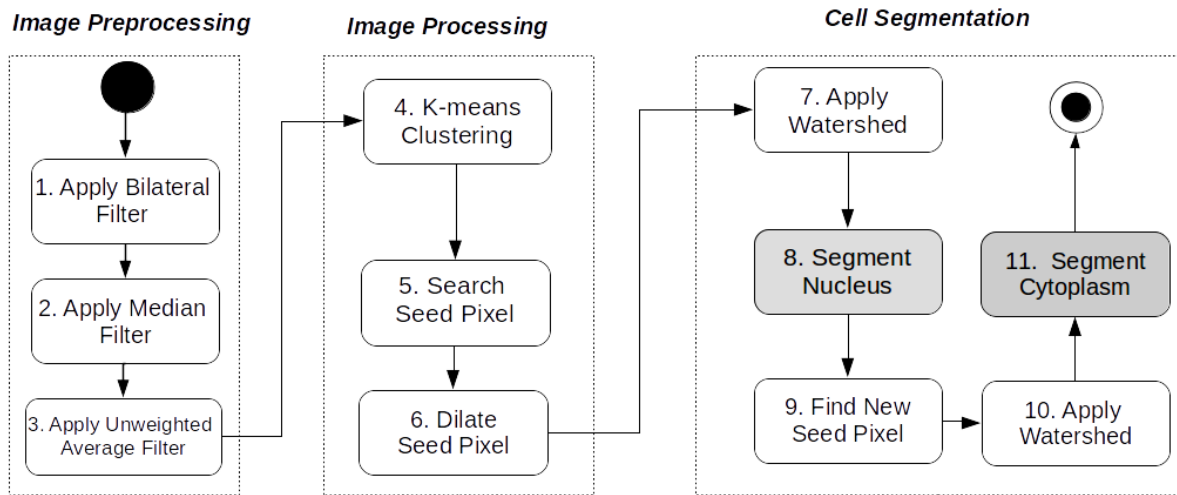 Image Preprocessing
1. Apply Bilateral
Filter
2. Apply Median
Filter
3. Apply Unweighted
Average Filter
Image Processing
4. K-means
Clustering
5. Search
Seed Pixel
6. Dilate
Seed Pixel
Cell Segmentation
7. Apply
Watershed
8. Segment
Nucleus
9. Find New
Seed Pixel
10. Apply
Watershed
11. Segment
Cytoplasm